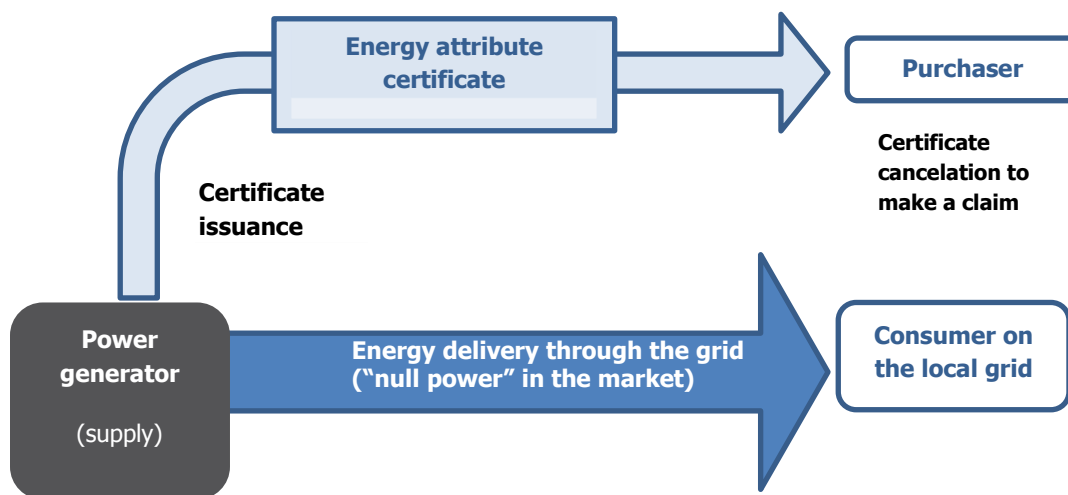 Energy attribute
certificate
Purchaser
Certificate
cancelation to
make a claim
Certificate
issuance
Power
generator
(supply)
Energy delivery through the grid
(“null power” in the market)
Consumer on
the local grid